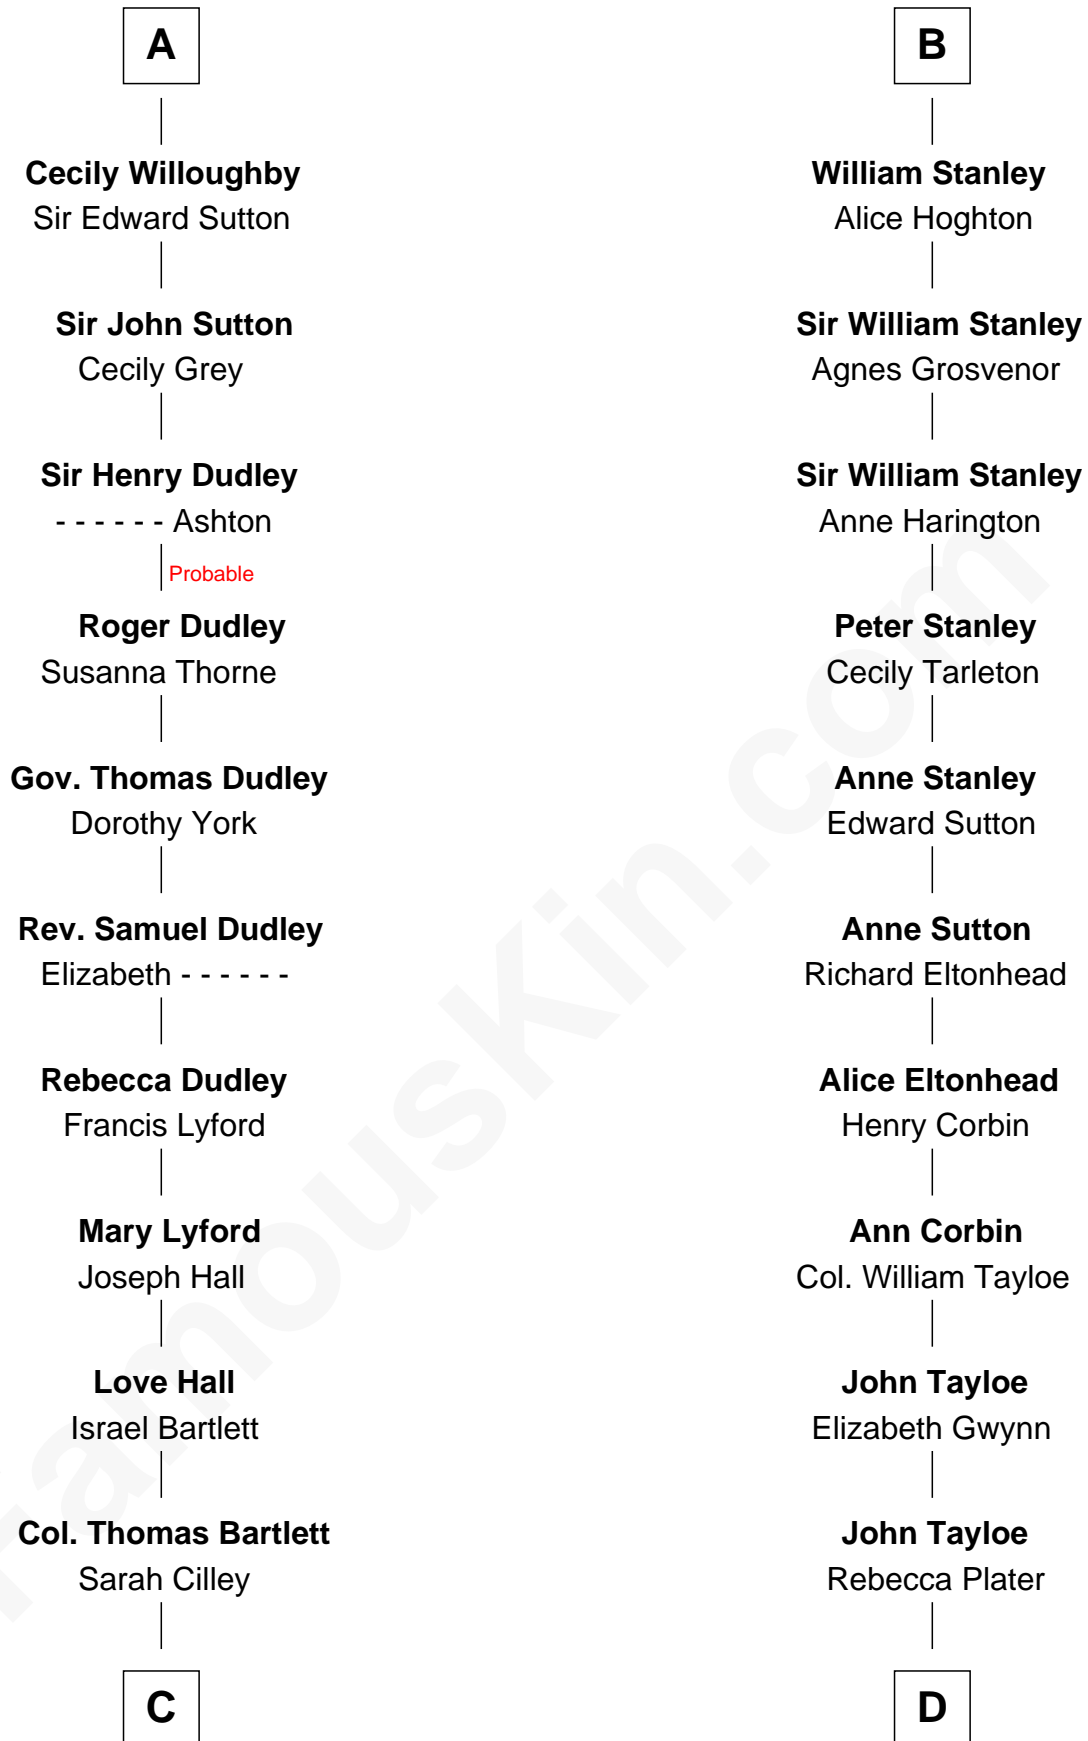 A
Cecily Willoughby
Sir Edward Sutton
Sir John Sutton
Cecily Grey
Sir Henry Dudley
- - - - - - Ashton
Probable
Roger Dudley
Susanna Thorne
Gov. Thomas Dudley
Dorothy York
Rev. Samuel Dudley
Elizabeth - - - - - -
Rebecca Dudley
Francis Lyford
Mary Lyford
Joseph Hall
Love Hall
Israel Bartlett
Col. Thomas Bartlett
Sarah Cilley
C
B
William Stanley
Alice Hoghton
Sir William Stanley
Agnes Grosvenor
Sir William Stanley
Anne Harington
Peter Stanley
Cecily Tarleton
Anne Stanley
Edward Sutton
Anne Sutton
Richard Eltonhead
Alice Eltonhead
Henry Corbin
Ann Corbin
Col. William Tayloe
John Tayloe
Elizabeth Gwynn
John Tayloe
Rebecca Plater
D
FamousKin.com